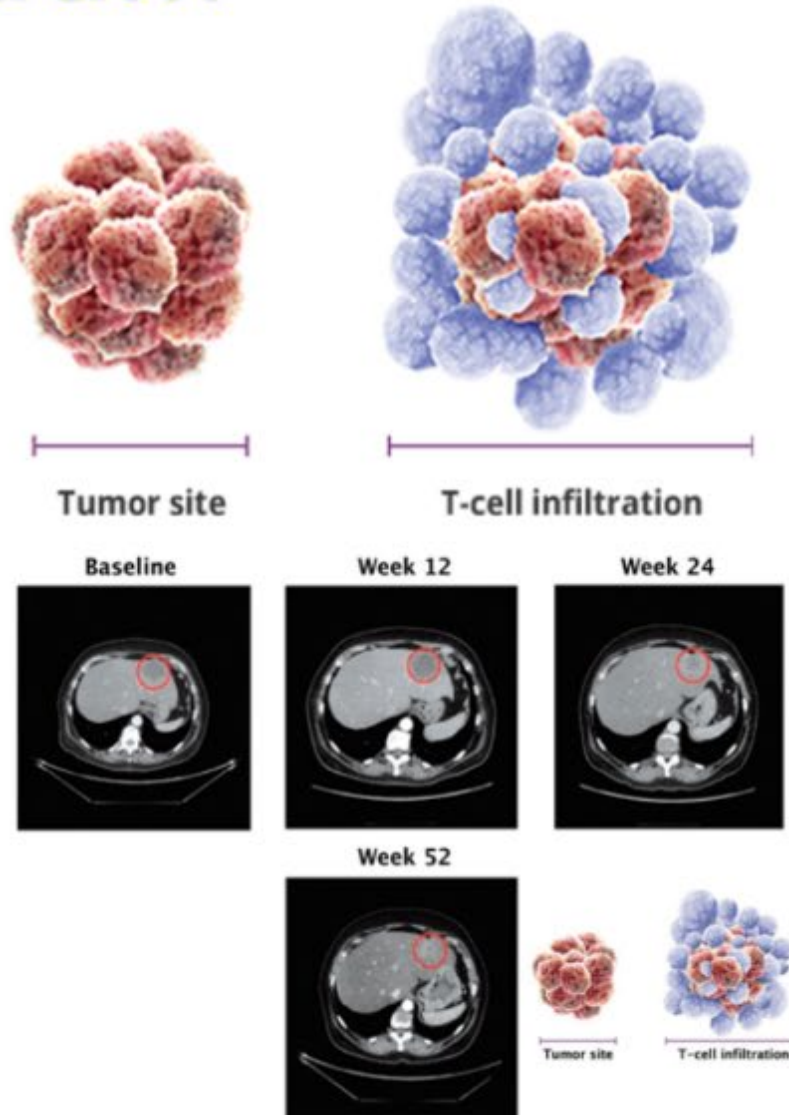 Tumor site
T-cell infiltration
Baseline
Week 12
Week 24
Week 52
Tumor site
T-cell infiltration